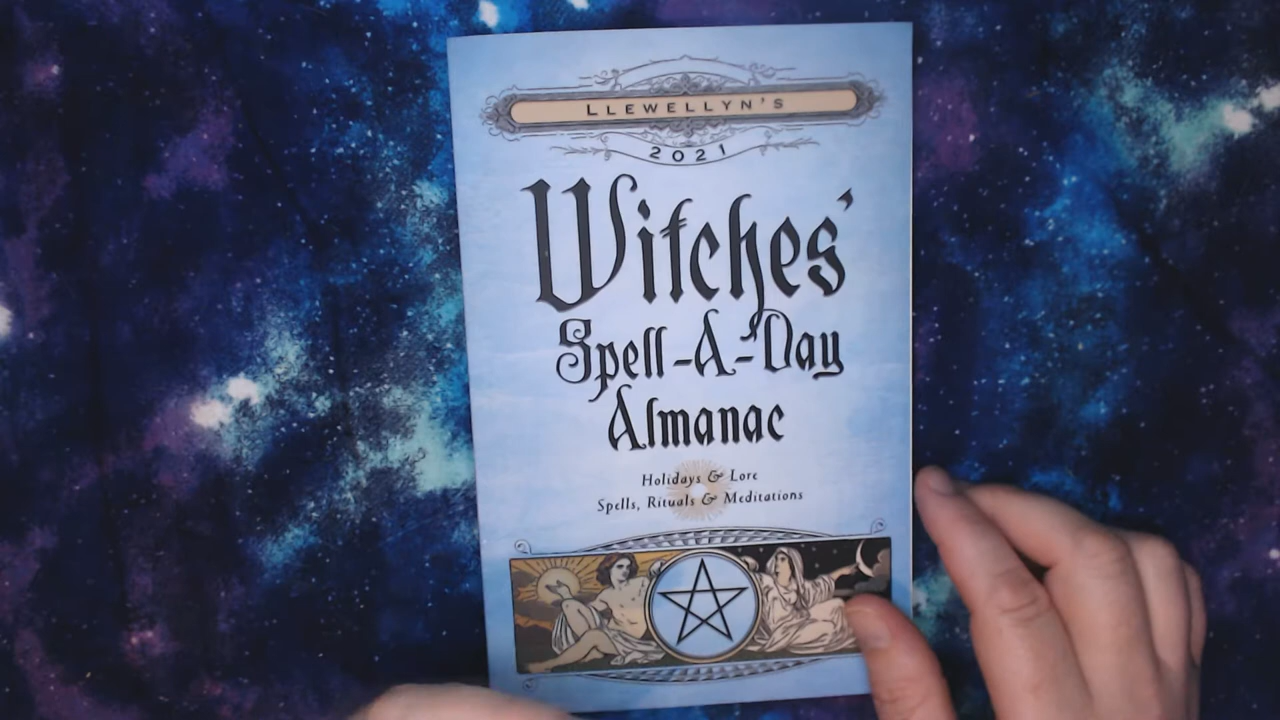 LLEWELLYN'S
2021
Witches'
Spell-A-Day
Almanac
Holidays & Lore
Spells, Rituals & Meditations